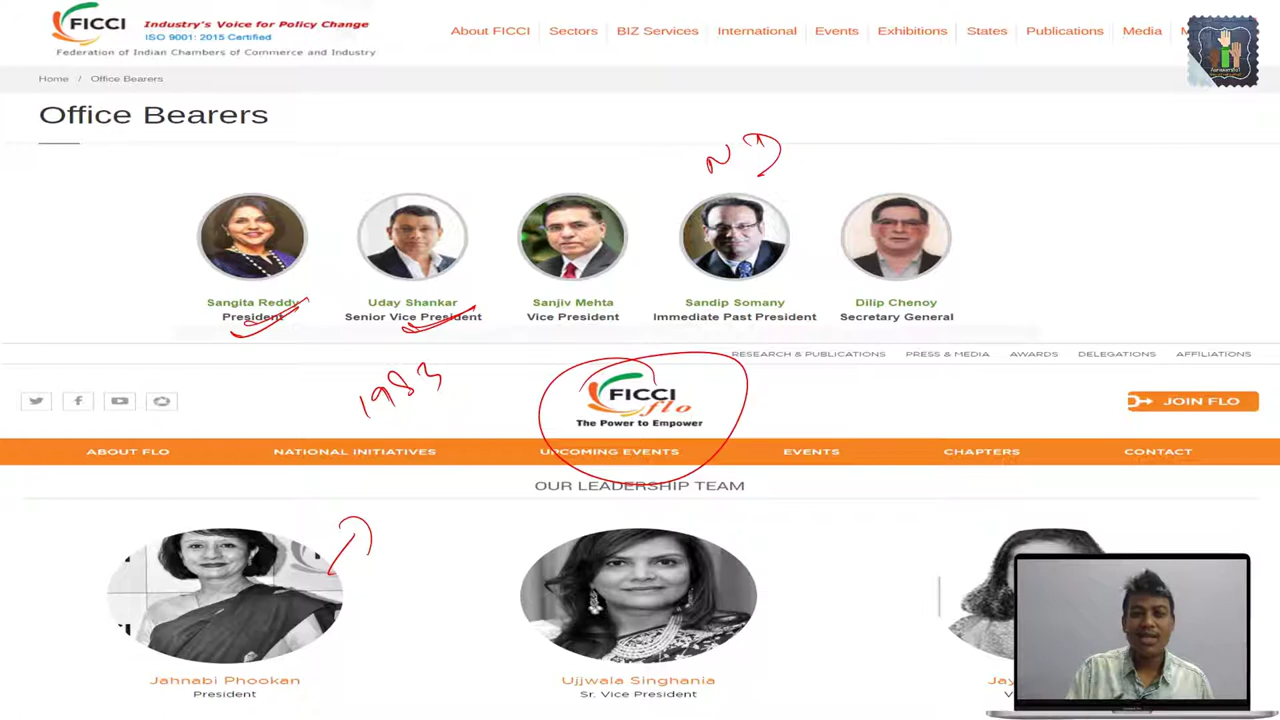 FICCI
Industry's Voice for Policy Change
ISO 9001: 2015 Certified
Federation of Indian Chambers of Commerce and Industry
About FICCI Sectors BIZ Services International Events Exhibitions States Publications Media
Home / Office Bearers
Office Bearers
ND
Sangita Reddy Uday Shankar Sanjiv Mehta Sandip Somany Dilip Chenoy
President Senior Vice President Vice President Immediate Past President Secretary General
RESEARCH & PUBLICATIONS PRESS & MEDIA AWARDS DELEGATIONS AFFILIATIONS
1983
FICCI
flo
The Power to Empower
JOIN FLO
ABOUT FLO NATIONAL INITIATIVES UPCOMING EVENTS EVENTS CHAPTERS CONTACT
OUR LEADERSHIP TEAM
Jahnabi Phookan Ujjwala Singhania
President Sr. Vice President